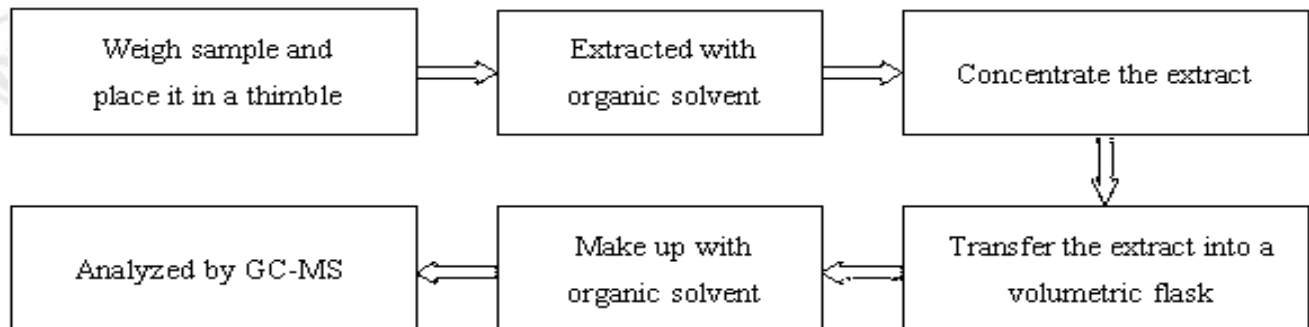 Weigh sample and
place it in a thimble
Extracted with
organic solvent
Concentrate the extract
Transfer the extract into a
volumetric flask
Make up with
organic solvent
Analyzed by GC-MS